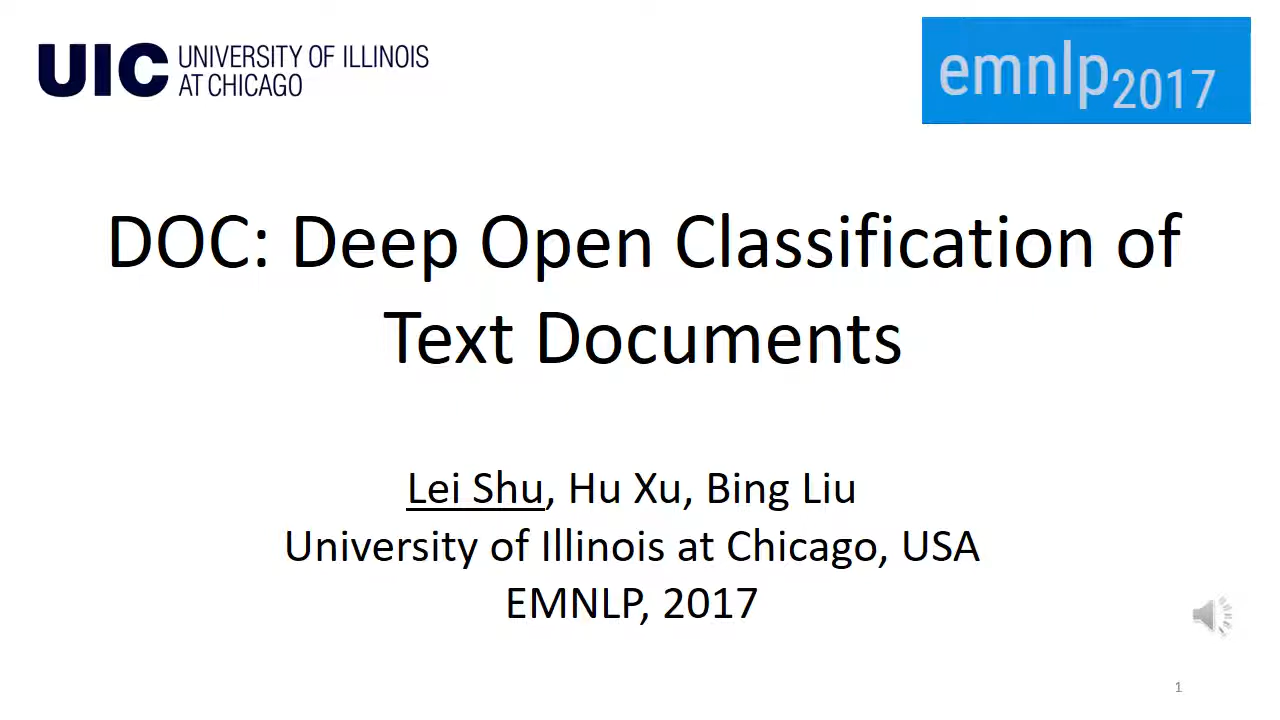 UIC UNIVERSITY OF ILLINOIS
AT CHICAGO
emnlp2017
DOC: Deep Open Classification of
Text Documents
Lei Shu, Hu Xu, Bing Liu
University of Illinois at Chicago, USA
EMNLP, 2017
1